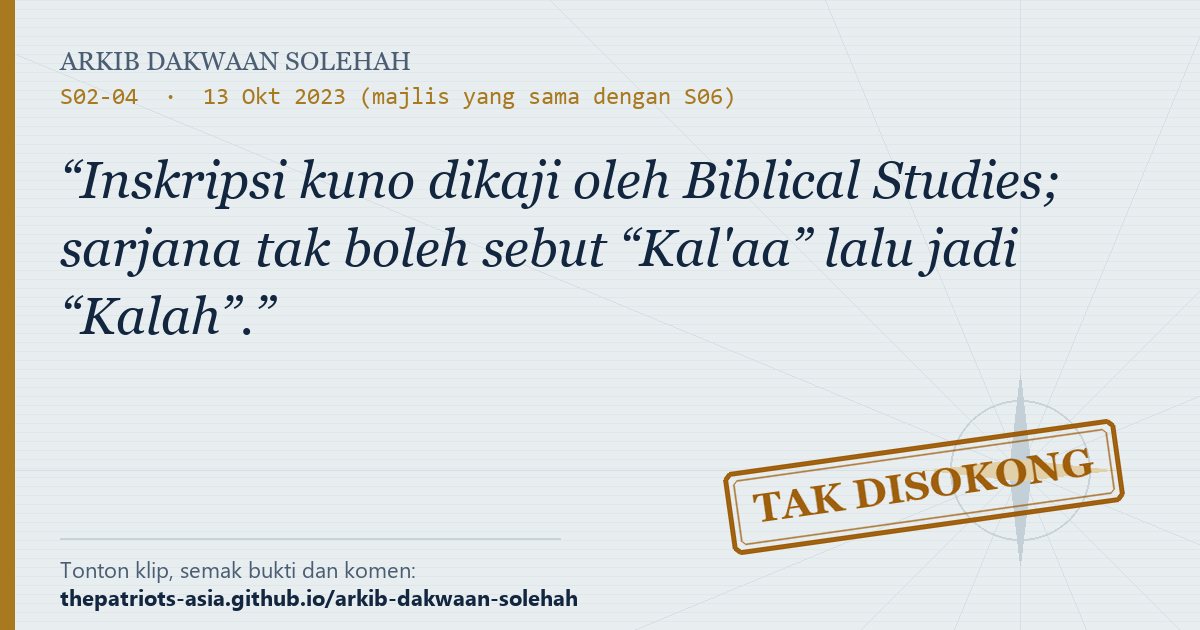 ARKIB DAKWAAN SOLEHAH
S02-04 · 13 Okt 2023 (majlis yang sama dengan S06)
“Inskripsi kuno dikaji oleh Biblical Studies;
sarjana tak boleh sebut “Kal'aa” lalu jadi
“Kalah”.”
TAK DISOKONG
Tonton klip, semak bukti dan komen:
thepatriots-asia.github.io/arkib-dakwaan-solehah